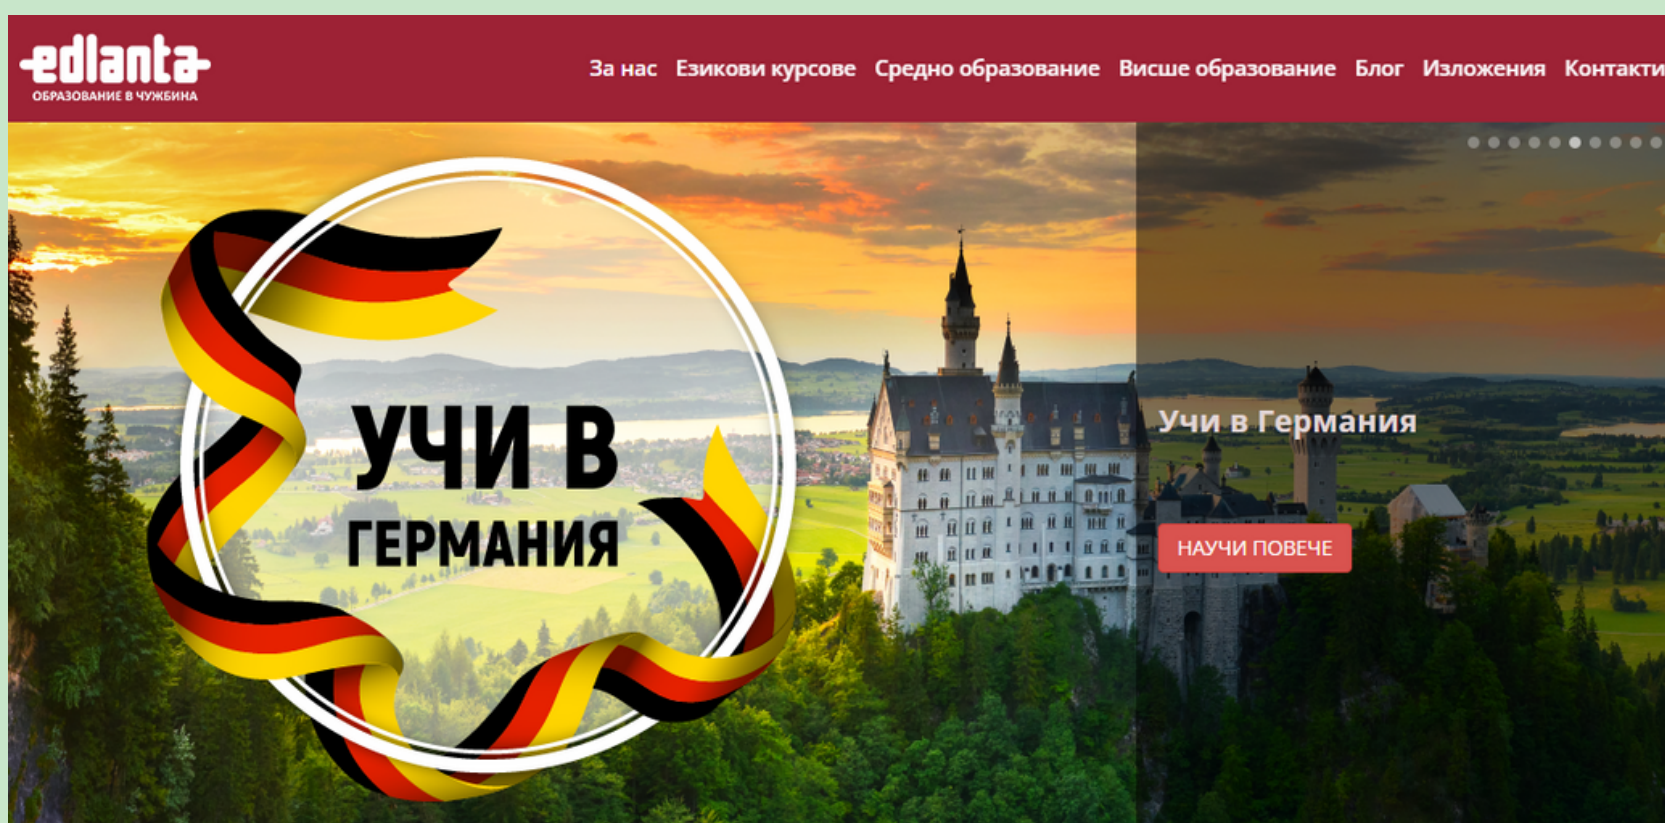 edlanta
ОБРАЗОВАНИЕ В ЧУЖБИНА
За нас Езикови курсове Средно образование Висше образование Блог Изложения Контакти
УЧИ В
ГЕРМАНИЯ
Учи в Германия
НАУЧИ ПОВЕЧЕ